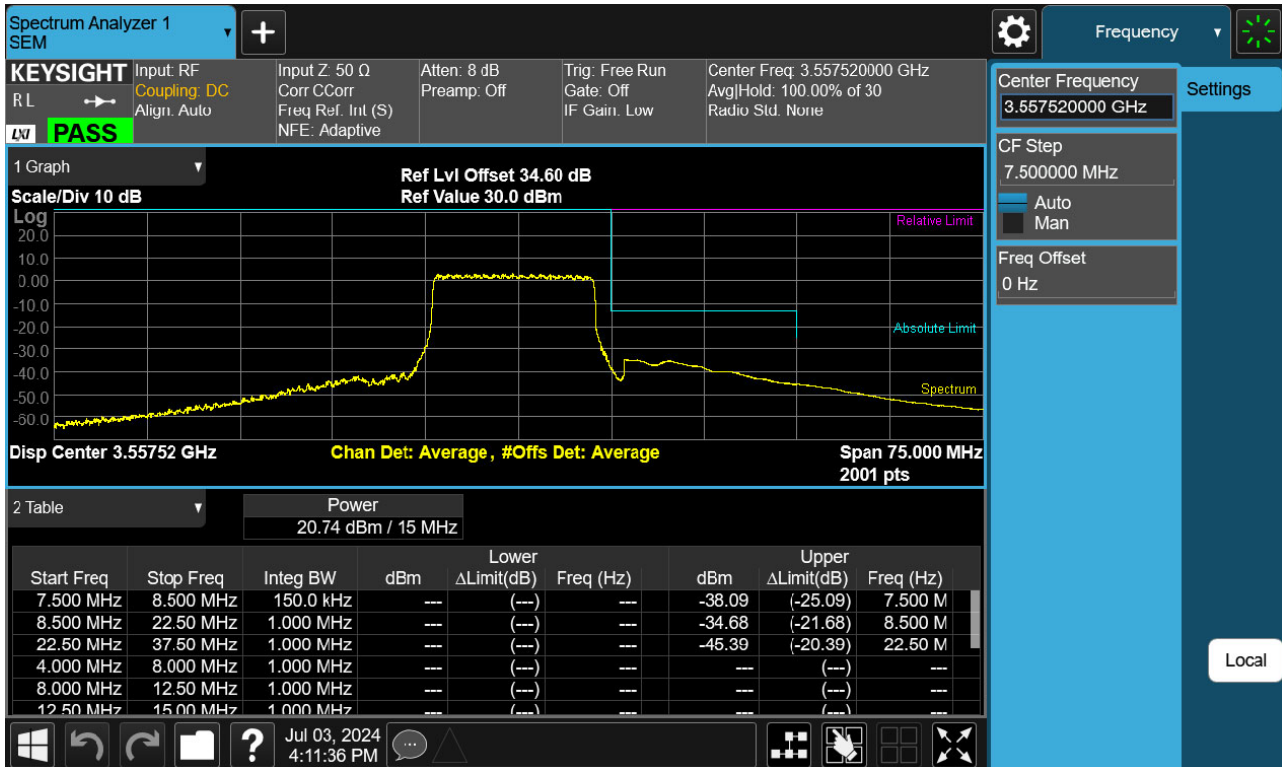 Spectrum Analyzer 1
SEM
+
Frequency
KEYSIGHT
R L
LXI
PASS
Input: RF
Coupling: DC
Align: Auto
Input Z: 50 Ω
Corr CCorr
Freq Ref: Int (S)
NFE: Adaptive
Atten: 8 dB
Preamp: Off
Trig: Free Run
Gate: Off
IF Gain: Low
Center Freq: 3.557520000 GHz
Avg|Hold: 100.00% of 30
Radio Std: None
Center Frequency
3.557520000 GHz
Settings
CF Step
7.500000 MHz
Auto
Man
Freq Offset
0 Hz
Local
1 Graph
Scale/Div 10 dB
Ref Lvl Offset 34.60 dB
Ref Value 30.0 dBm
Log
20.0
10.0
0.00
-10.0
-20.0
-30.0
-40.0
-50.0
-60.0
Relative Limit
Absolute Limit
Spectrum
Disp Center 3.55752 GHz
Chan Det: Average , #Offs Det: Average
Span 75.000 MHz
2001 pts
2 Table
Power
20.74 dBm / 15 MHz
Lower Upper
Start Freq Stop Freq Integ BW dBm ΔLimit(dB) Freq (Hz) dBm ΔLimit(dB) Freq (Hz)
7.500 MHz 8.500 MHz 150.0 kHz --- (---) --- -38.09 (-25.09) 7.500 M
8.500 MHz 22.50 MHz 1.000 MHz --- (---) --- -34.68 (-21.68) 8.500 M
22.50 MHz 37.50 MHz 1.000 MHz --- (---) --- -45.39 (-20.39) 22.50 M
4.000 MHz 8.000 MHz 1.000 MHz --- (---) --- --- (---) ---
8.000 MHz 12.50 MHz 1.000 MHz --- (---) --- --- (---) ---
12.50 MHz 15.00 MHz 1.000 MHz --- (---) --- --- (---) ---
?
Jul 03, 2024
4:11:36 PM